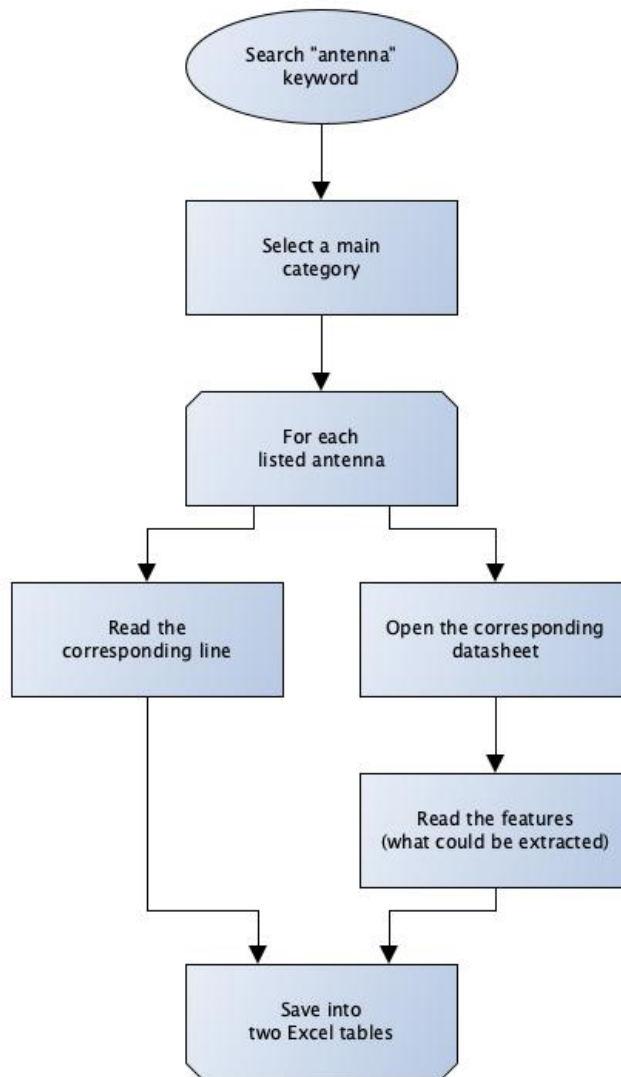 Search "antenna"
keyword
Select a main
category
For each
listed antenna
Read the
corresponding line
Open the corresponding
datasheet
Read the features
(what could be extracted)
Save into
two Excel tables